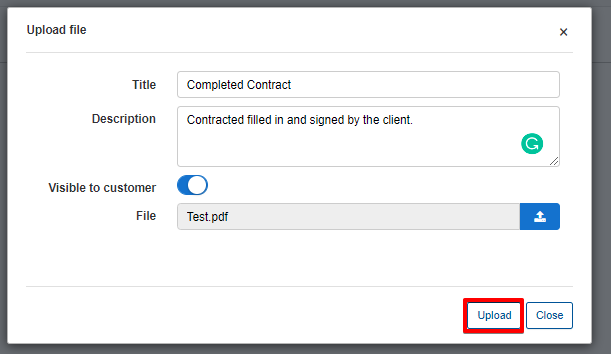 Upload file
×
Title
Completed Contract
Description
Contracted filled in and signed by the client.
Visible to customer
File
Test.pdf
Upload
Close